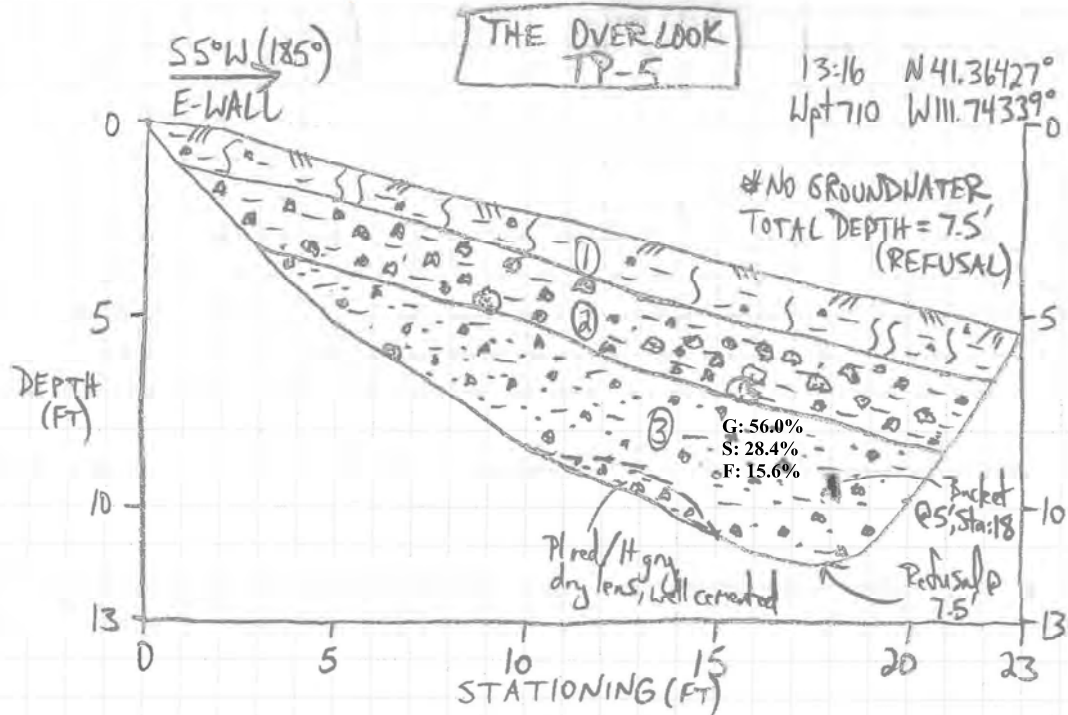 THE OVERLOOK
TP-5
S5°W (185°)
E-WALL
13:16 N 41.36427°
Wpt 710 W111.74339°
*NO GROUNDWATER
TOTAL DEPTH = 7.5'
(REFUSAL)
0
5
10
13
DEPTH
(FT)
0
5
10
13
1
2
3
G: 56.0%
S: 28.4%
F: 15.6%
Bucket
@5', Sta:18
Pl red/lt gry
dry lens, well cemented
Refusal @
7.5'
0 5 10 15 20 23
STATIONING (FT)